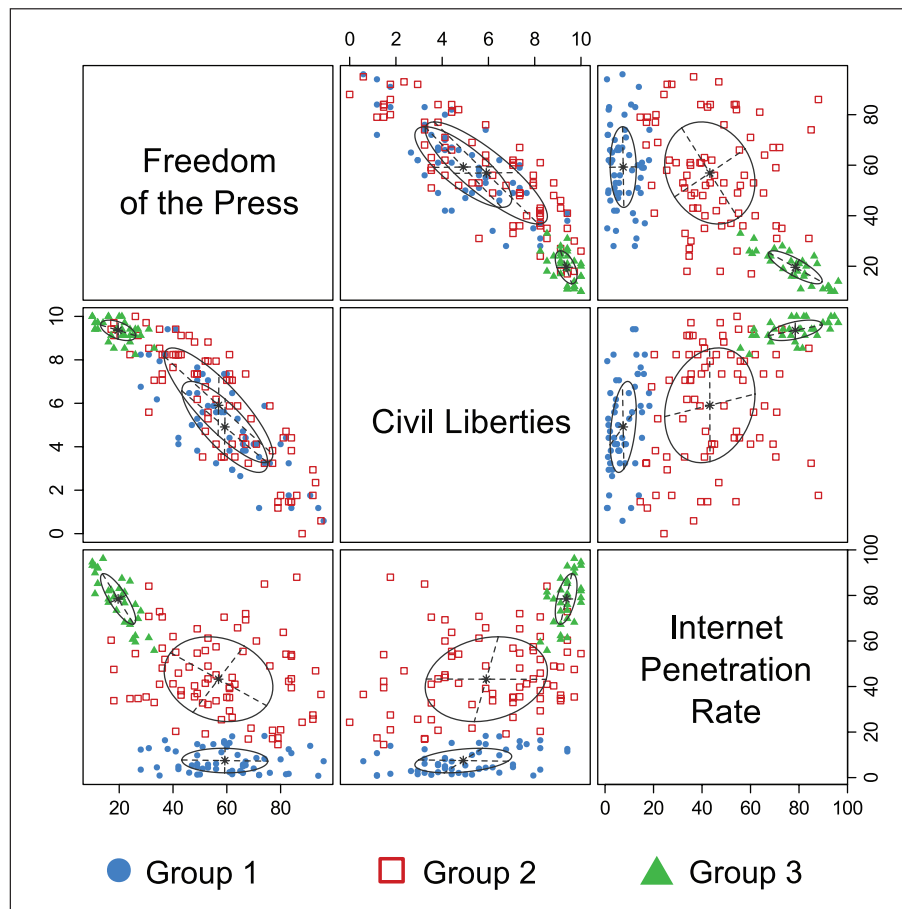 0 2 4 6 8 10
Freedom
of the Press
20 40 60 80
0 2 4 6 8 10
Civil Liberties
Internet
Penetration
Rate
0 20 40 60 80 100
20 40 60 80
0 20 40 60 80 100
Group 1 Group 2 Group 3